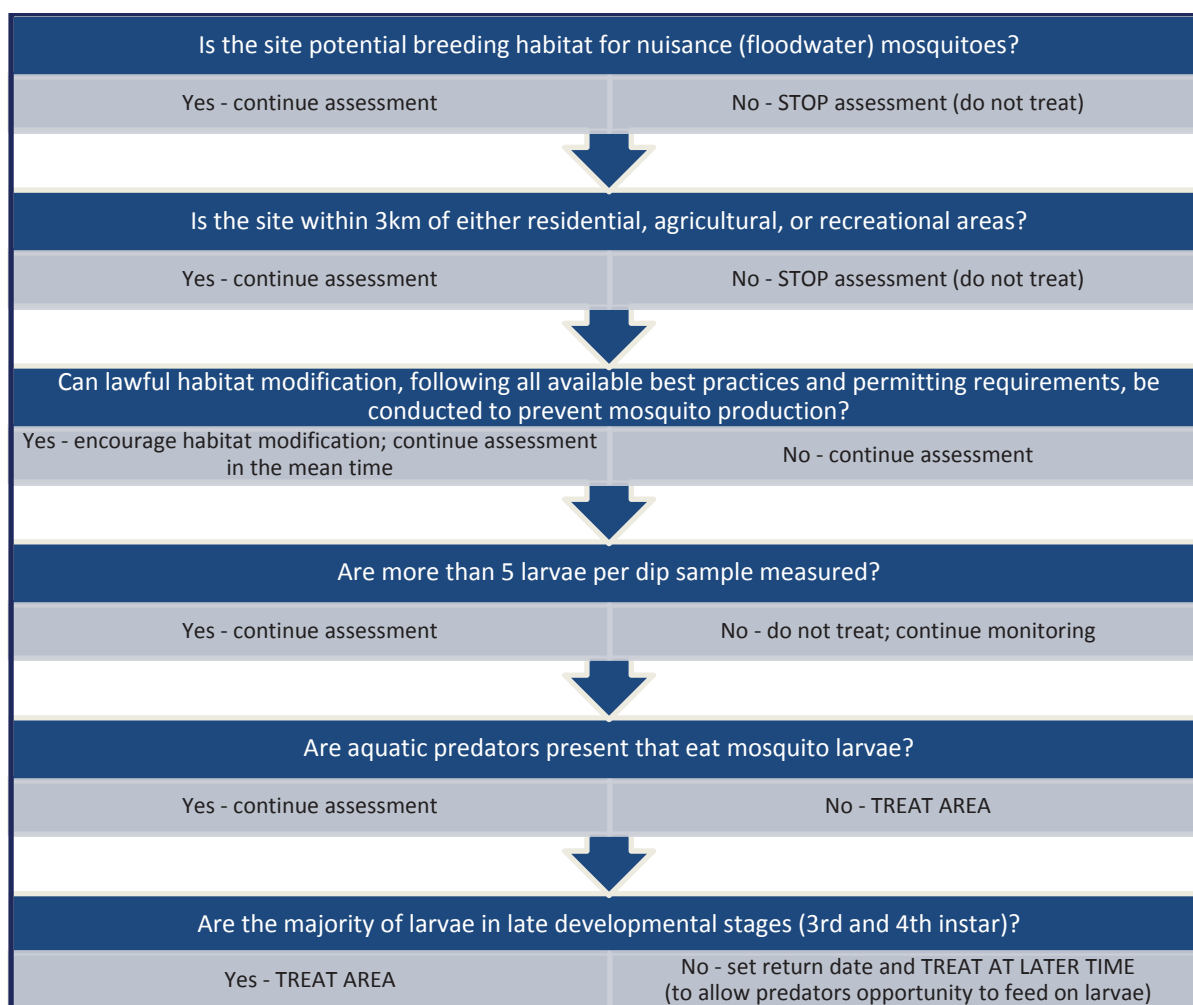 Is the site potential breeding habitat for nuisance (floodwater) mosquitoes?
Yes - continue assessment
No - STOP assessment (do not treat)
Is the site within 3km of either residential, agricultural, or recreational areas?
Yes - continue assessment
No - STOP assessment (do not treat)
Can lawful habitat modification, following all available best practices and permitting requirements, be
conducted to prevent mosquito production?
Yes - encourage habitat modification; continue assessment
in the mean time
No - continue assessment
Are more than 5 larvae per dip sample measured?
Yes - continue assessment
No - do not treat; continue monitoring
Are aquatic predators present that eat mosquito larvae?
Yes - continue assessment
No - TREAT AREA
Are the majority of larvae in late developmental stages (3rd and 4th instar)?
Yes - TREAT AREA
No - set return date and TREAT AT LATER TIME
(to allow predators opportunity to feed on larvae)